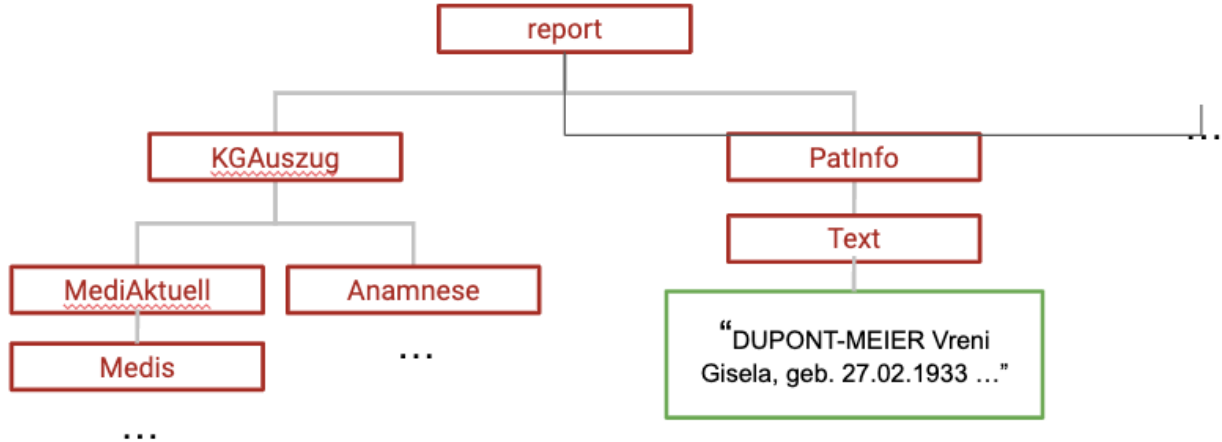 report
KGAuszug
PatInfo
...
Text
MediAktuell
Anamnese
“DUPONT-MEIER Vreni
Gisela, geb. 27.02.1933 ...”
Medis
...
...